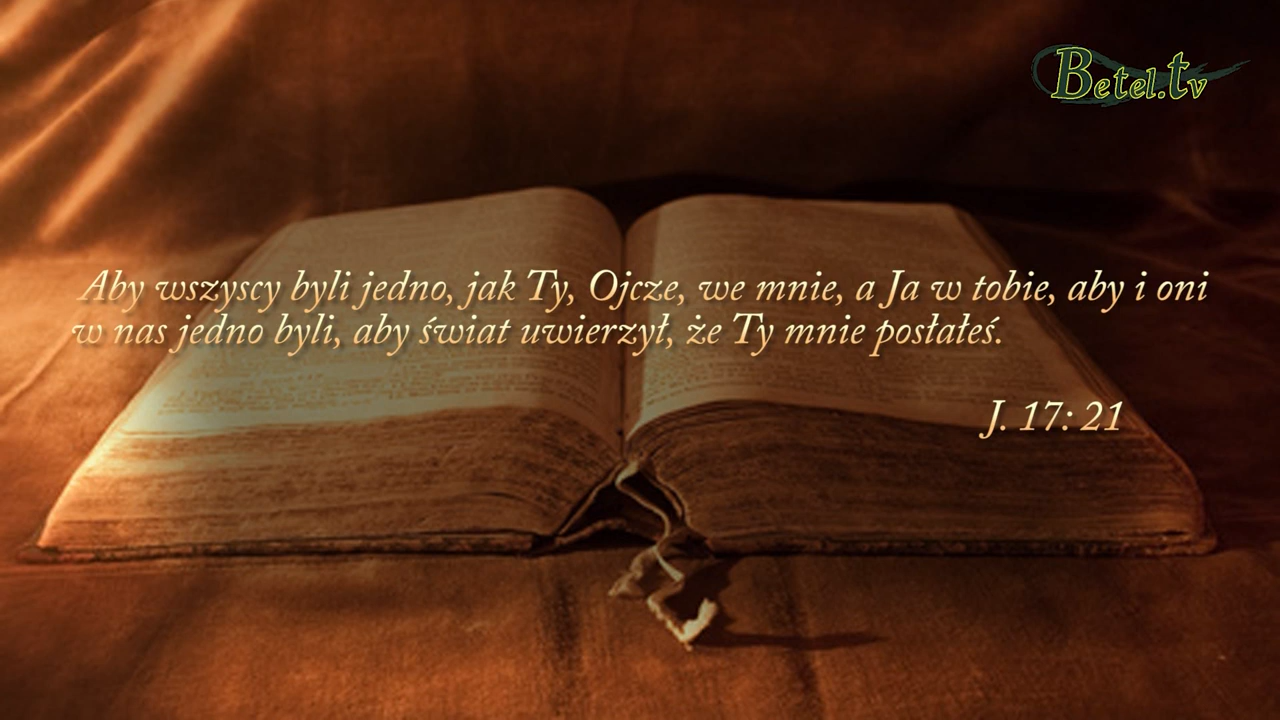 Betel.tv
Aby wszyscy byli jedno, jak Ty, Ojcze, we mnie, a Ja w tobie, aby i oni
w nas jedno byli, aby świat uwierzył, że Ty mnie posłałeś.
J. 17: 21